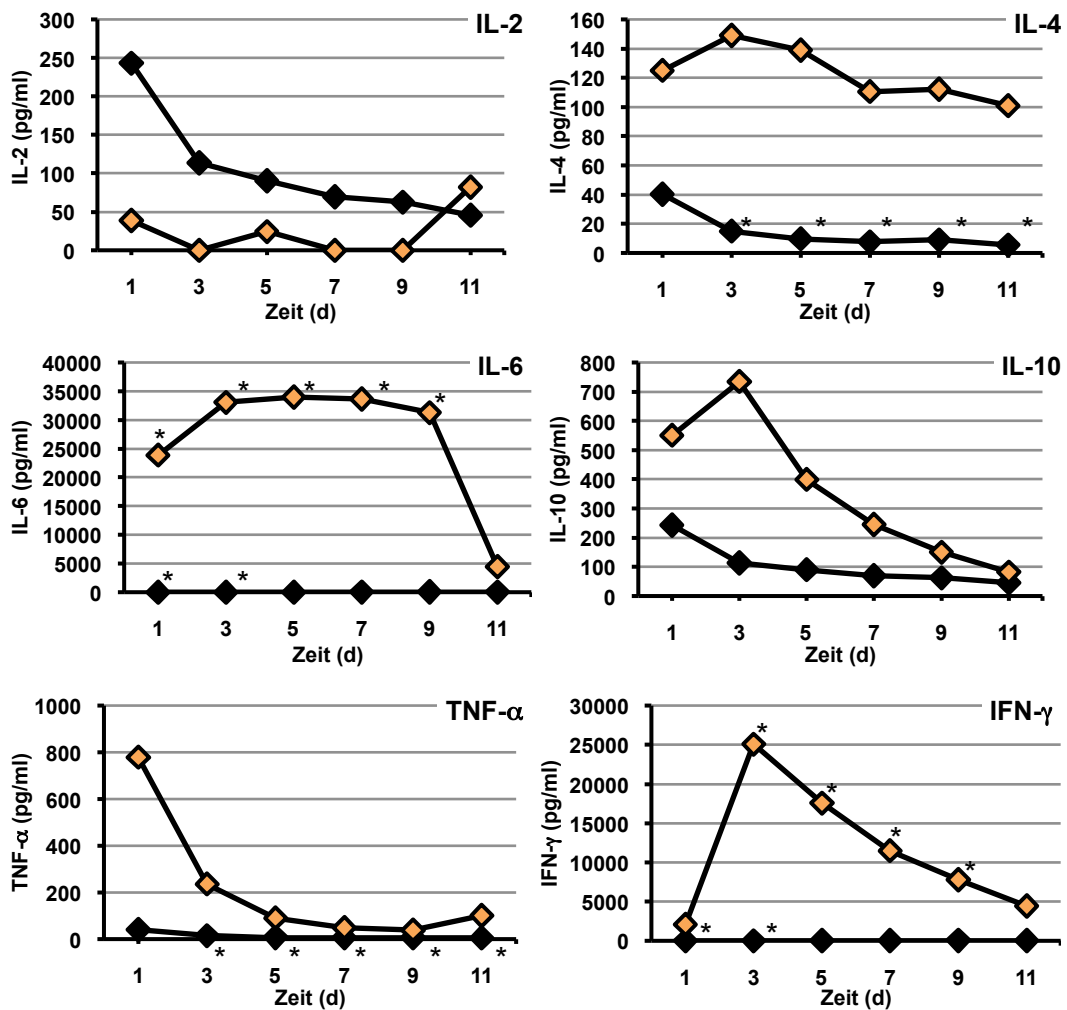 IL-2
IL-2 (pg/ml)
300
250
200
150
100
50
0
1 3 5 7 9 11
Zeit (d)
IL-4
IL-4 (pg/ml)
160
140
120
100
80
60
40
20
0
* * * * *
1 3 5 7 9 11
Zeit (d)
IL-6
IL-6 (pg/ml)
40000
35000
30000
25000
20000
15000
10000
5000
0
* * * * *
* *
1 3 5 7 9 11
Zeit (d)
IL-10
IL-10 (pg/ml)
800
700
600
500
400
300
200
100
0
1 3 5 7 9 11
Zeit (d)
TNF-α
TNF-α (pg/ml)
1000
800
600
400
200
0
* * * * *
1 3 5 7 9 11
Zeit (d)
IFN-γ
IFN-γ (pg/ml)
30000
25000
20000
15000
10000
5000
0
* * * *
* *
1 3 5 7 9 11
Zeit (d)